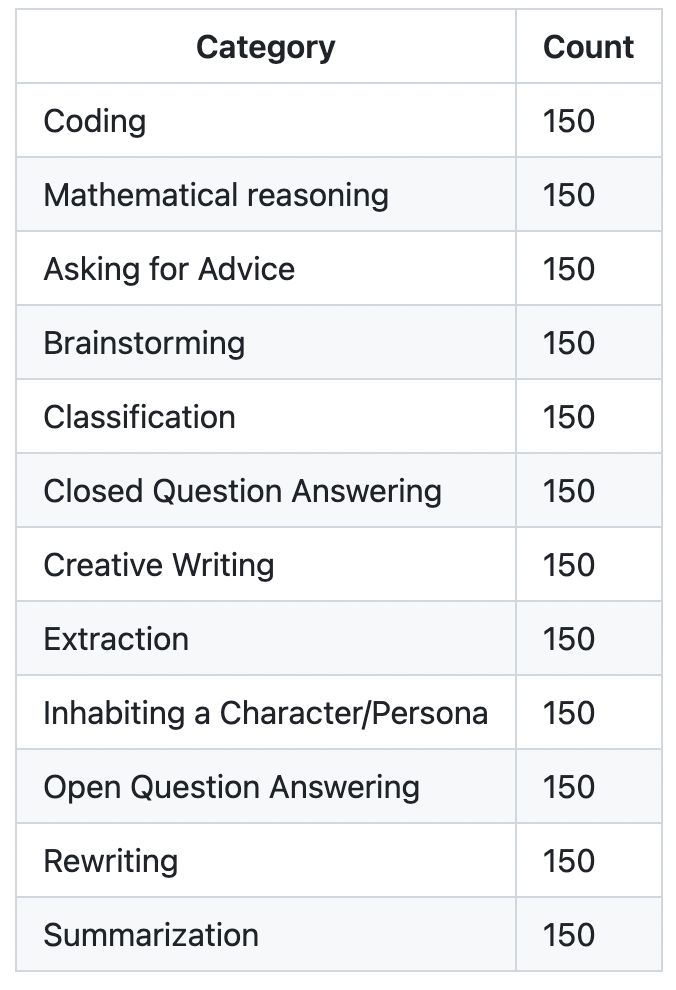 Category Count
Coding 150
Mathematical reasoning 150
Asking for Advice 150
Brainstorming 150
Classification 150
Closed Question Answering 150
Creative Writing 150
Extraction 150
Inhabiting a Character/Persona 150
Open Question Answering 150
Rewriting 150
Summarization 150